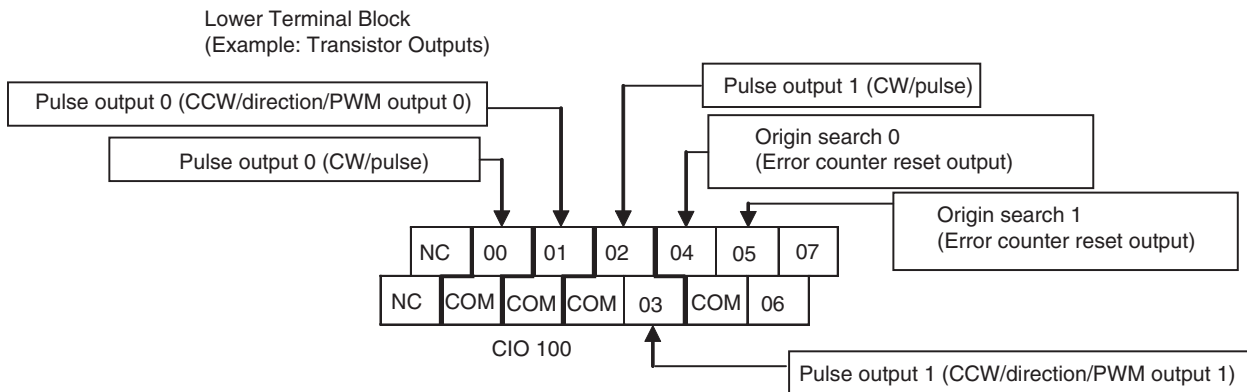 Lower Terminal Block
(Example: Transistor Outputs)
Pulse output 0 (CCW/direction/PWM output 0)
Pulse output 1 (CW/pulse)
Pulse output 0 (CW/pulse)
Origin search 0
(Error counter reset output)
Origin search 1
(Error counter reset output)
NC 00 01 02 04 05 07
NC COM COM COM 03 COM 06
CIO 100
Pulse output 1 (CCW/direction/PWM output 1)